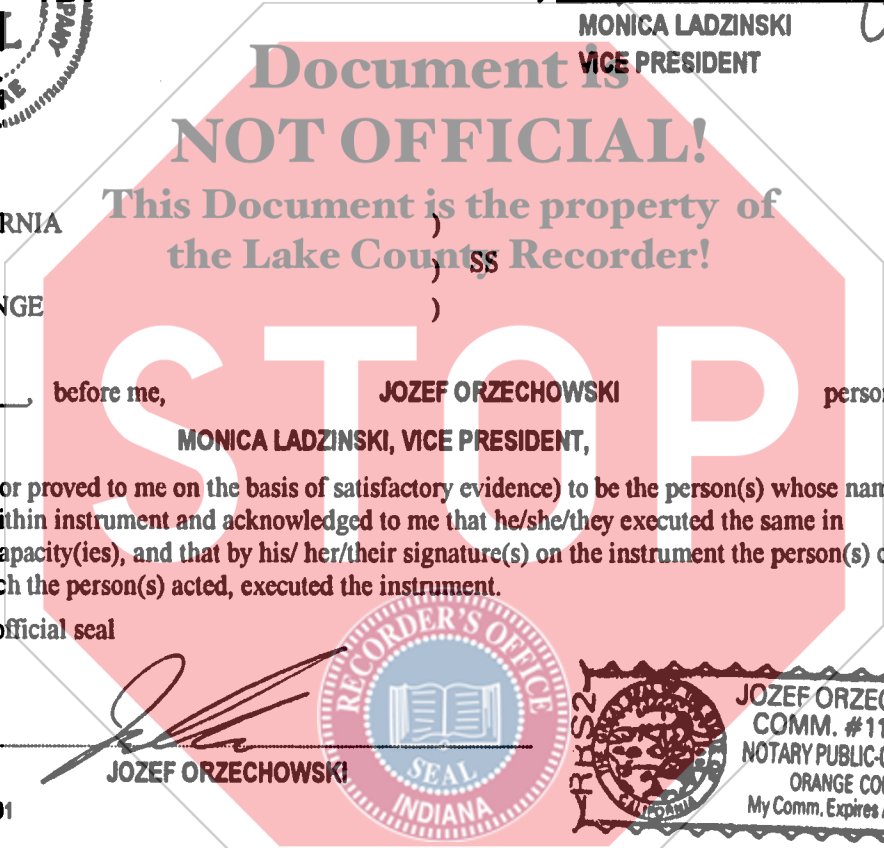 MONICA LADZINSKI
VICE PRESIDENT
Document is
NOT OFFICIAL!
This Document is the property of
the Lake County Recorder!
RNIA )
) SS
NGE )
STOP
before me, JOZEF ORZECHOWSKI person
MONICA LADZINSKI, VICE PRESIDENT,
or proved to me on the basis of satisfactory evidence) to be the person(s) whose nam
ithin instrument and acknowledged to me that he/she/they executed the same in
apacity(ies), and that by his/ her/their signature(s) on the instrument the person(s) o
ch the person(s) acted, executed the instrument.
official seal
RECORDER'S OFFICE
SEAL
INDIANA
JOZEF ORZECHOWSKI
JOZEF ORZEC
COMM. #11
NOTARY PUBLIC-C
ORANGE CO
My Comm. Expires A
CALIFORNIA